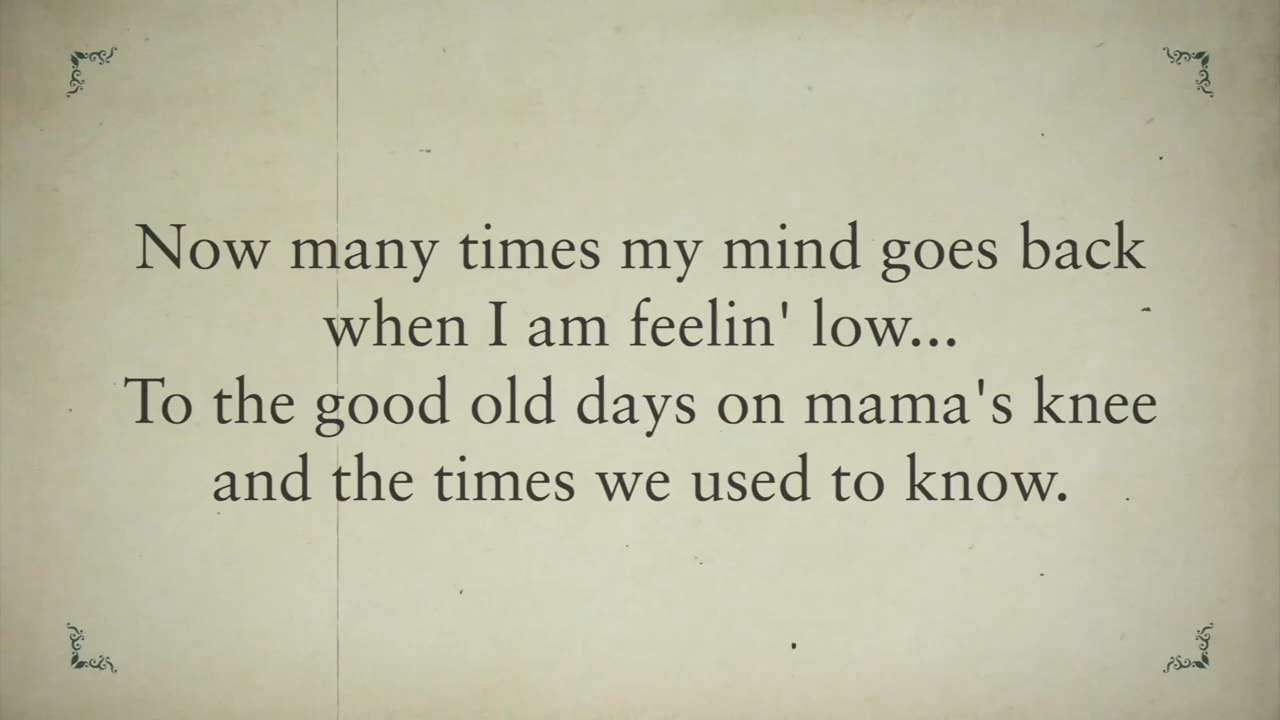 Now many times my mind goes back
when I am feelin' low...
To the good old days on mama's knee
and the times we used to know.